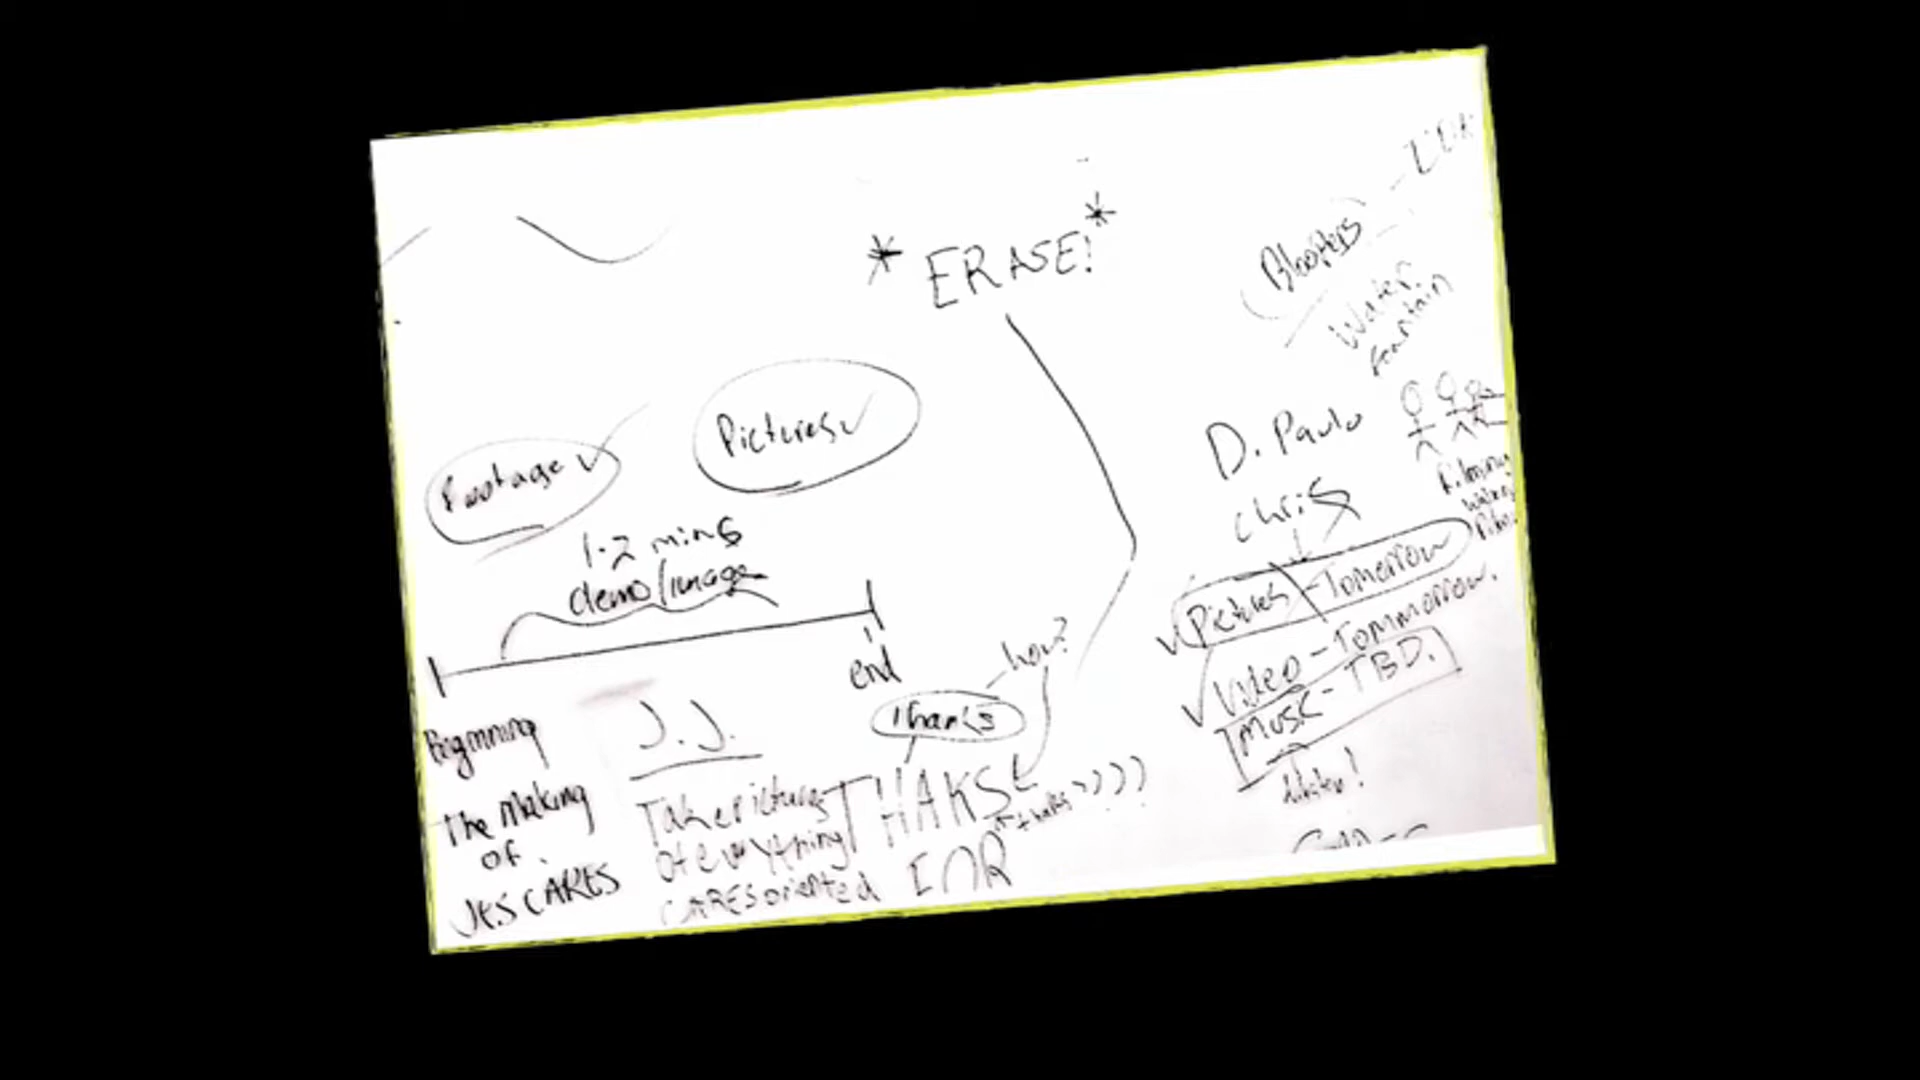 * ERASE! *
Bloopers
Water
fountain
Footage
Pictures
D. Paulo
Chris
1-2 mins
demo/image
end
Pictures - Tomorrow
Video - Tommorrow.
Music - TBD.
how?
thanks
Beginning
The Making
of
JES CARES
J.J.
Take pictures
of everything
CARES oriented
THAKS
FOR